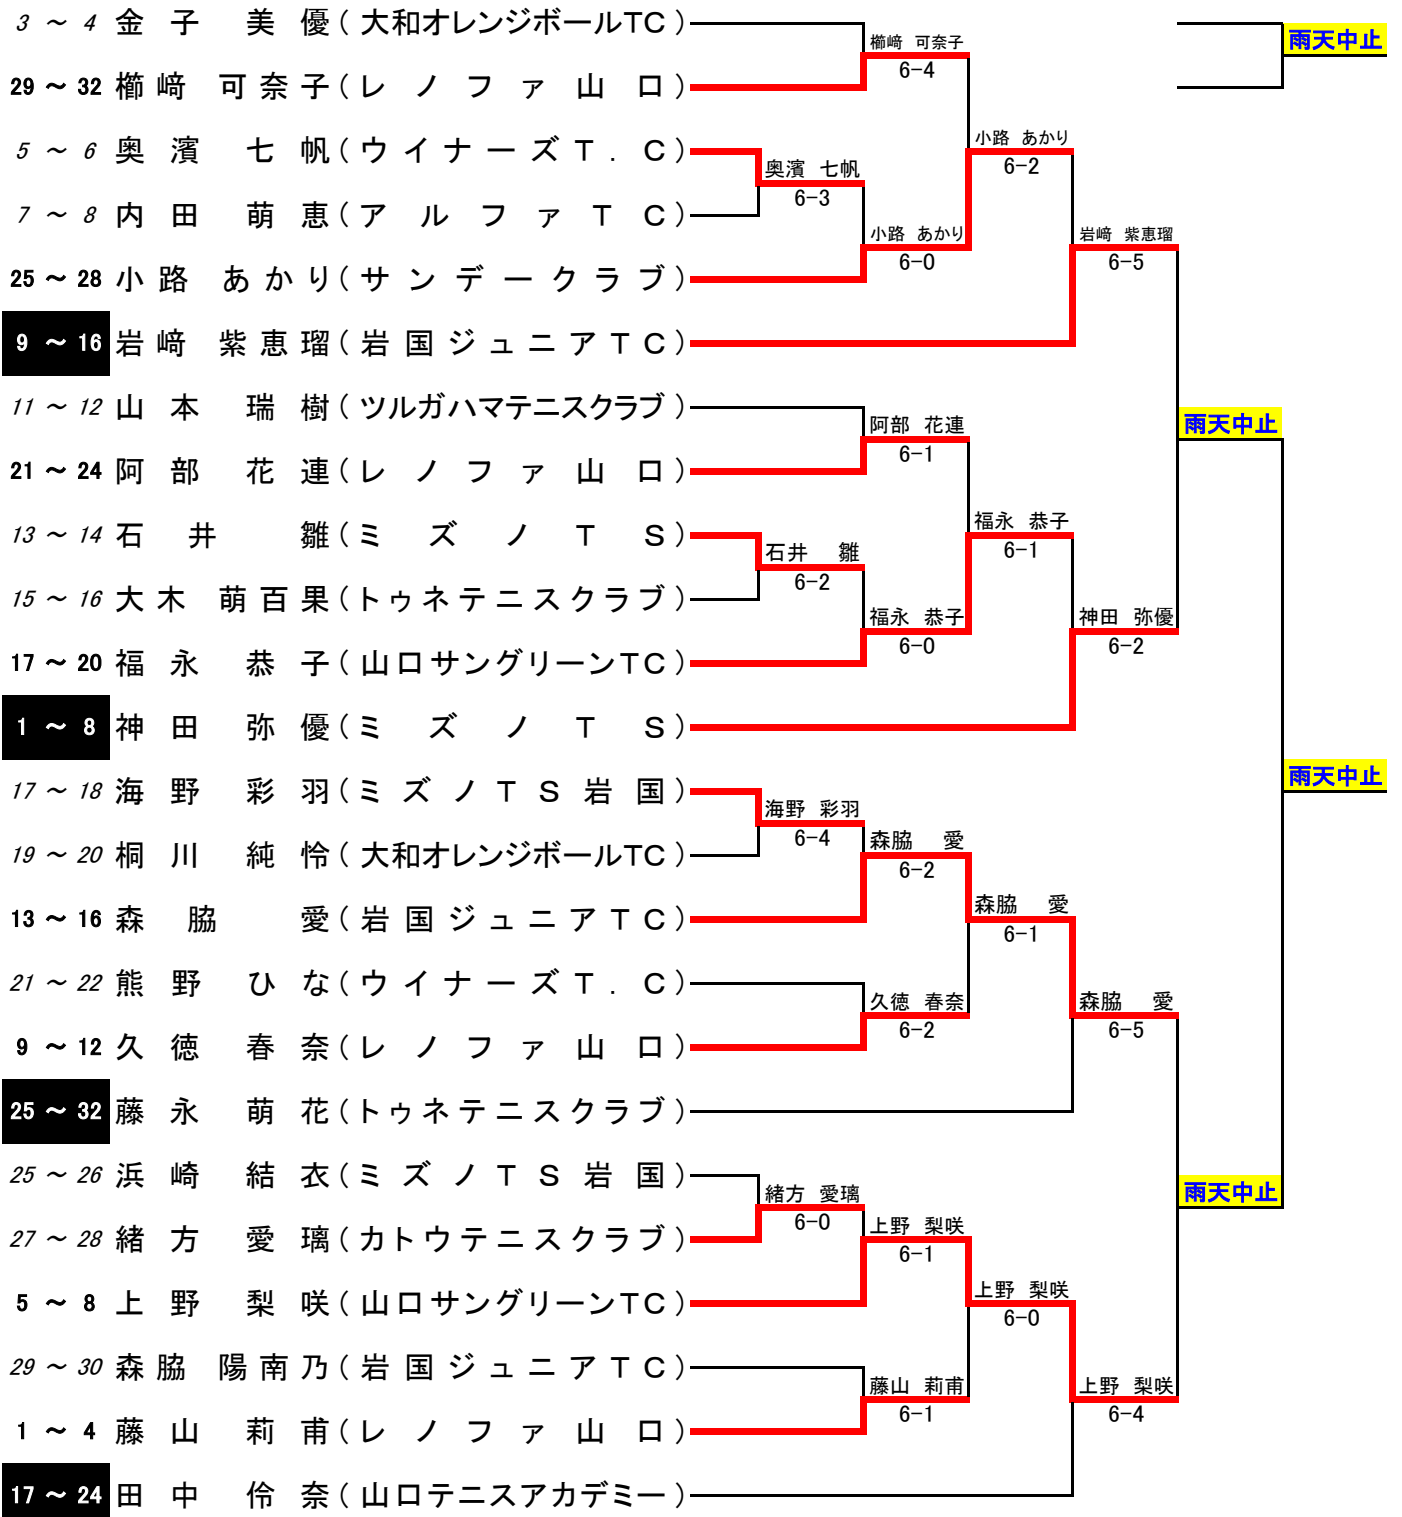 3 ～ 4 金子 美優(大和オレンジボールTC)
雨天中止
櫛﨑 可奈子
6-4
29 ～ 32 櫛﨑 可奈子(レノファ山口)
5 ～ 6 奥濱 七帆(ウイナーズT．C)
小路 あかり
6-2
奥濱 七帆
6-3
7 ～ 8 内田 萌恵(アルファTC)
小路 あかり
6-0
岩﨑 紫恵瑠
6-5
25 ～ 28 小路 あかり(サンデークラブ)
9 ～ 16 岩﨑 紫恵瑠(岩国ジュニアTC)
11 ～ 12 山本 瑞樹(ツルガハマテニスクラブ)
阿部 花連
6-1
雨天中止
21 ～ 24 阿部 花連(レノファ山口)
13 ～ 14 石井 雛(ミズノTS)
福永 恭子
6-1
石井 雛
6-2
15 ～ 16 大木 萌百果(トゥネテニスクラブ)
福永 恭子
6-0
神田 弥優
6-2
17 ～ 20 福永 恭子(山口サングリーンTC)
1 ～ 8 神田 弥優(ミズノTS)
雨天中止
17 ～ 18 海野 彩羽(ミズノTS岩国)
海野 彩羽
6-4
19 ～ 20 桐川 純怜(大和オレンジボールTC)
森脇 愛
6-2
13 ～ 16 森脇 愛(岩国ジュニアTC)
森脇 愛
6-1
21 ～ 22 熊野 ひな(ウイナーズT．C)
久徳 春奈
6-2
森脇 愛
6-5
9 ～ 12 久徳 春奈(レノファ山口)
25 ～ 32 藤永 萌花(トゥネテニスクラブ)
25 ～ 26 浜崎 結衣(ミズノTS岩国)
緒方 愛璃
6-0
雨天中止
27 ～ 28 緒方 愛璃(カトウテニスクラブ)
上野 梨咲
6-1
5 ～ 8 上野 梨咲(山口サングリーンTC)
上野 梨咲
6-0
29 ～ 30 森脇 陽南乃(岩国ジュニアTC)
藤山 莉甫
6-1
上野 梨咲
6-4
1 ～ 4 藤山 莉甫(レノファ山口)
17 ～ 24 田中 伶奈(山口テニスアカデミー)